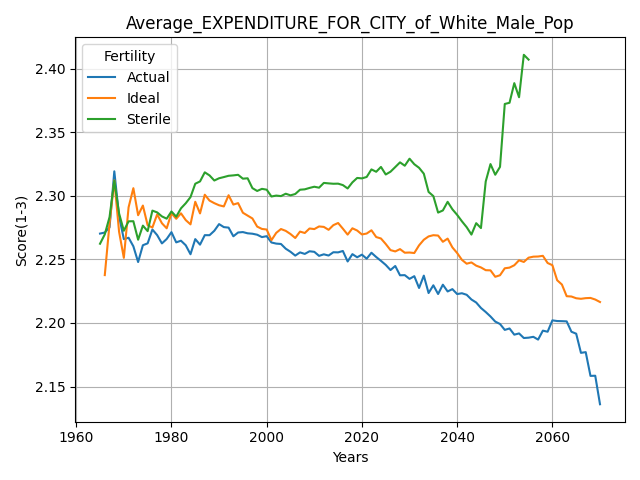 Average_EXPENDITURE_FOR_CITY_of_White_Male_Pop
Fertility
Actual
Ideal
Sterile
Score(1-3)
2.40
2.35
2.30
2.25
2.20
2.15
1960 1980 2000 2020 2040 2060
Years